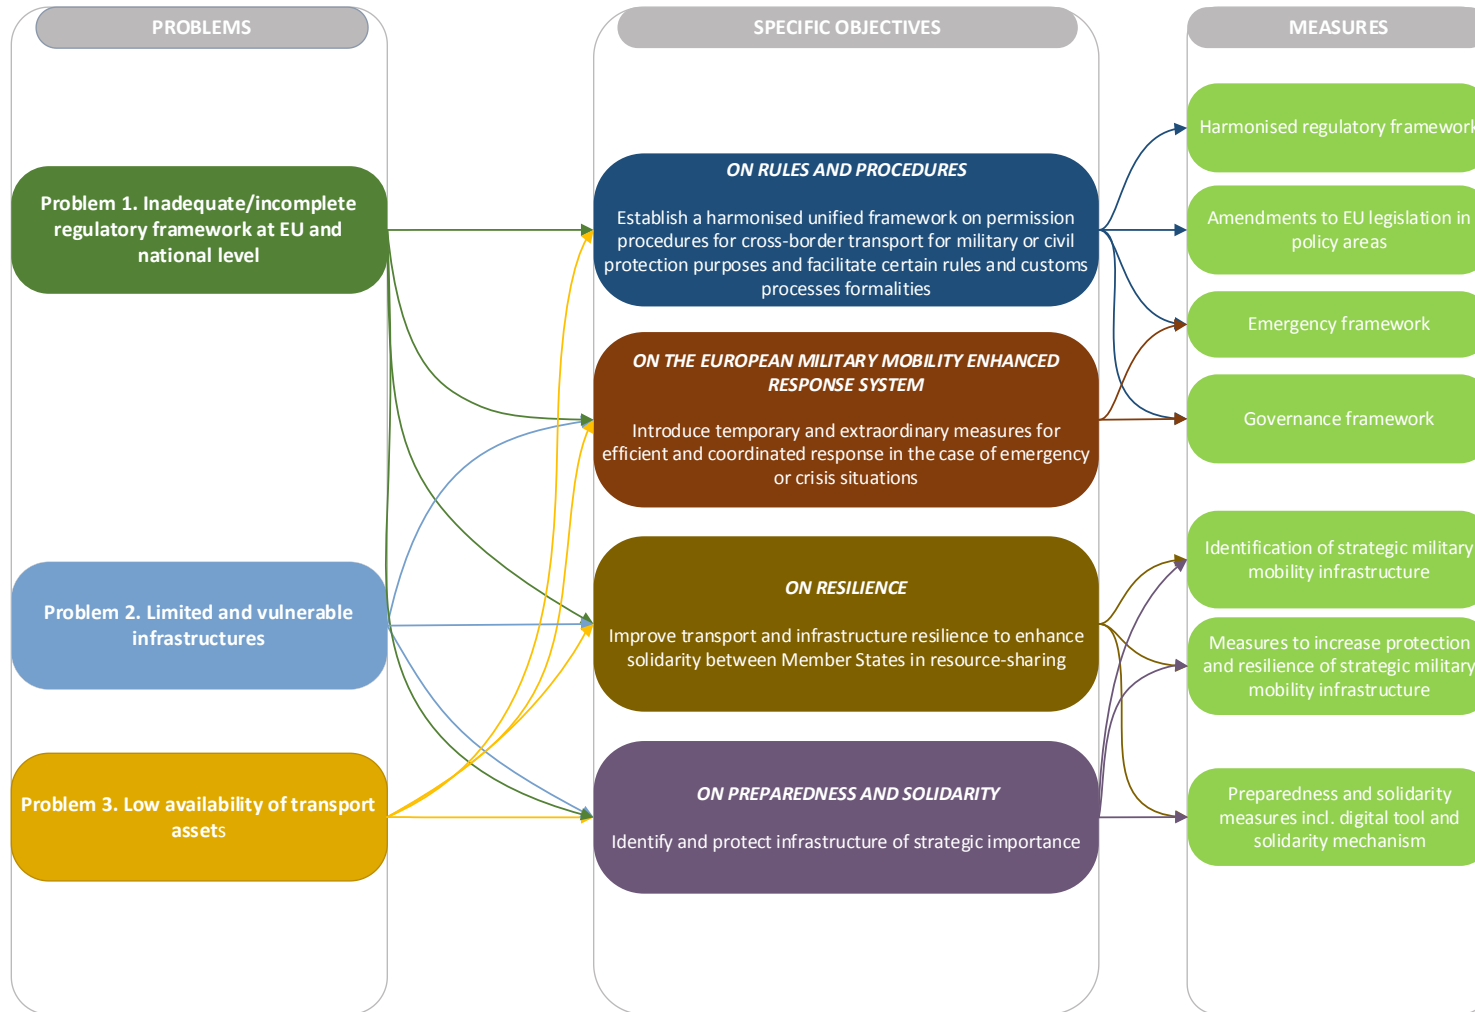 PROBLEMS
Problem 1. Inadequate/incomplete
regulatory framework at EU and
national level
Problem 2. Limited and vulnerable
infrastructures
Problem 3. Low availability of transport
assets
SPECIFIC OBJECTIVES
ON RULES AND PROCEDURES
Establish a harmonised unified framework on permission
procedures for cross-border transport for military or civil
protection purposes and facilitate certain rules and customs
processes formalities
ON THE EUROPEAN MILITARY MOBILITY ENHANCED
RESPONSE SYSTEM
Introduce temporary and extraordinary measures for
efficient and coordinated response in the case of emergency
or crisis situations
ON RESILIENCE
Improve transport and infrastructure resilience to enhance
solidarity between Member States in resource-sharing
ON PREPAREDNESS AND SOLIDARITY
Identify and protect infrastructure of strategic importance
MEASURES
Harmonised regulatory framework
Amendments to EU legislation in
policy areas
Emergency framework
Governance framework
Identification of strategic military
mobility infrastructure
Measures to increase protection
and resilience of strategic military
mobility infrastructure
Preparedness and solidarity
measures incl. digital tool and
solidarity mechanism